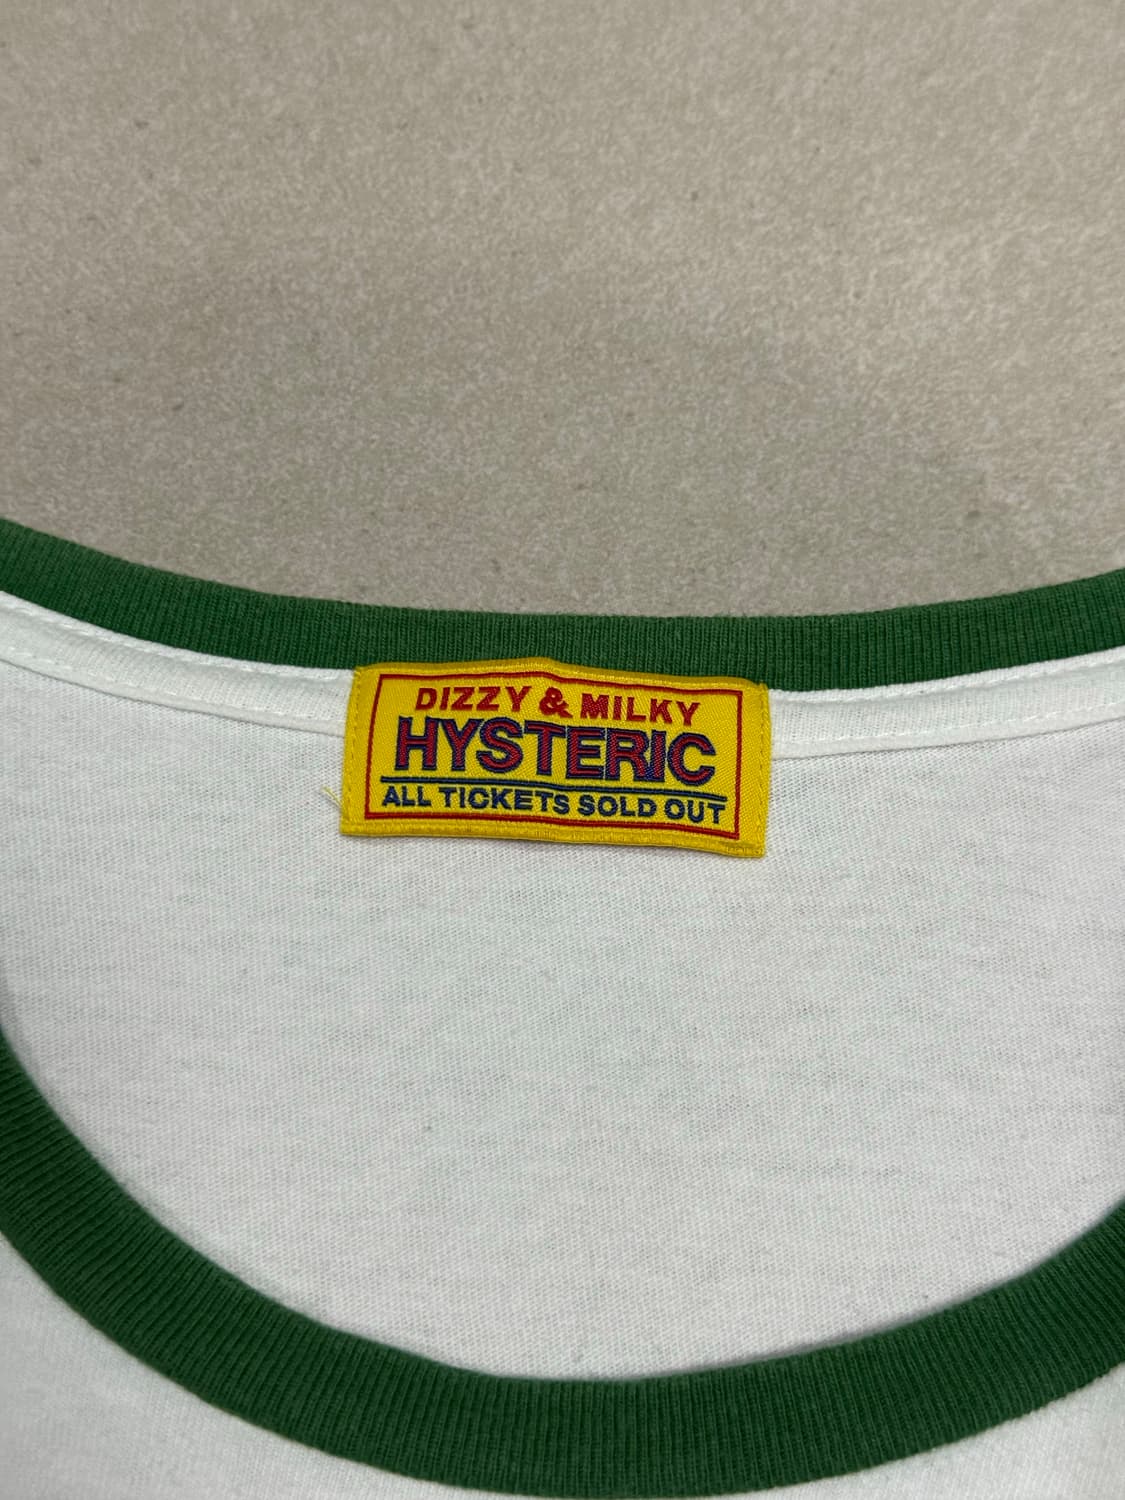 DIZZY & MILKY
HYSTERIC
ALL TICKETS SOLD OUT